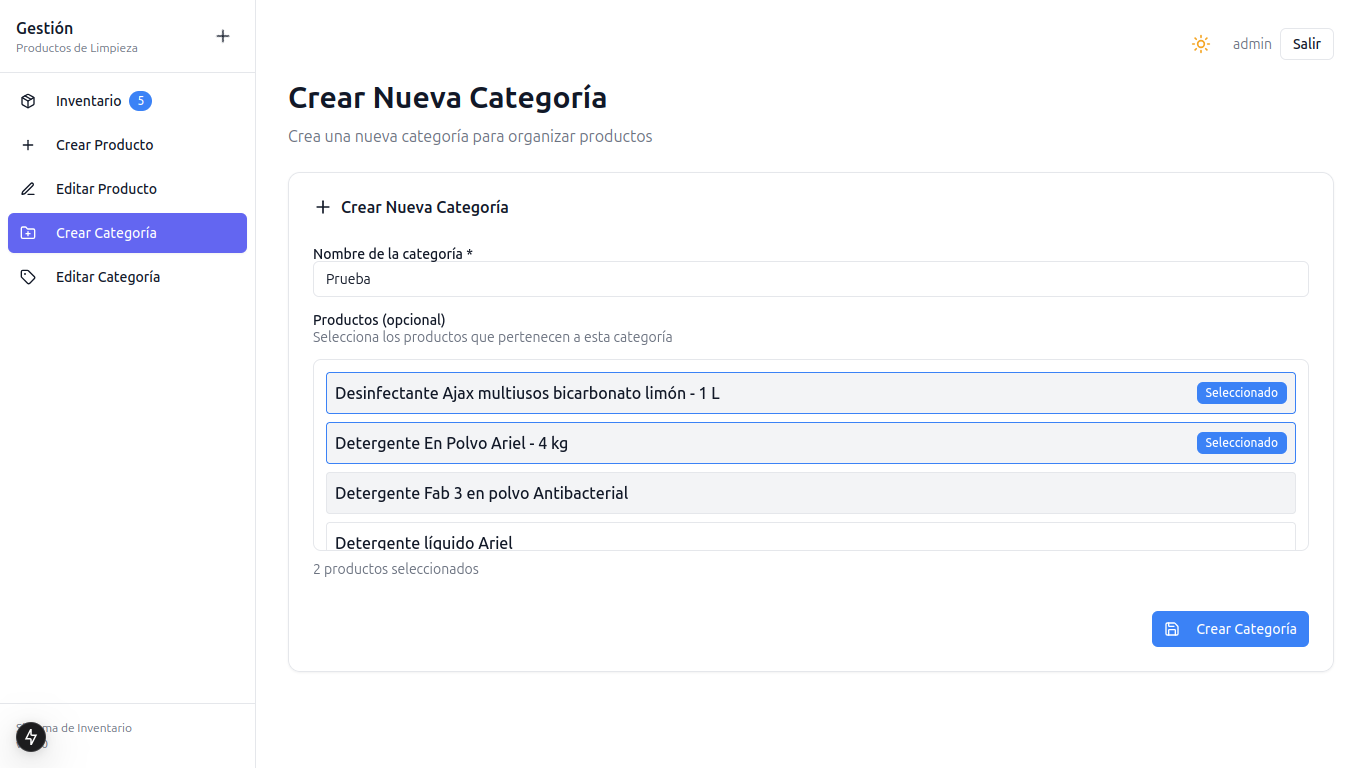 Gestión
Productos de Limpieza
Inventario 5
Crear Producto
Editar Producto
Crear Categoría
Editar Categoría
admin Salir
Crear Nueva Categoría
Crea una nueva categoría para organizar productos
Crear Nueva Categoría
Nombre de la categoría *
Prueba
Productos (opcional)
Selecciona los productos que pertenecen a esta categoría
Desinfectante Ajax multiusos bicarbonato limón - 1 L Seleccionado
Detergente En Polvo Ariel - 4 kg Seleccionado
Detergente Fab 3 en polvo Antibacterial
Detergente líquido Ariel
2 productos seleccionados
Crear Categoría
de Inventario